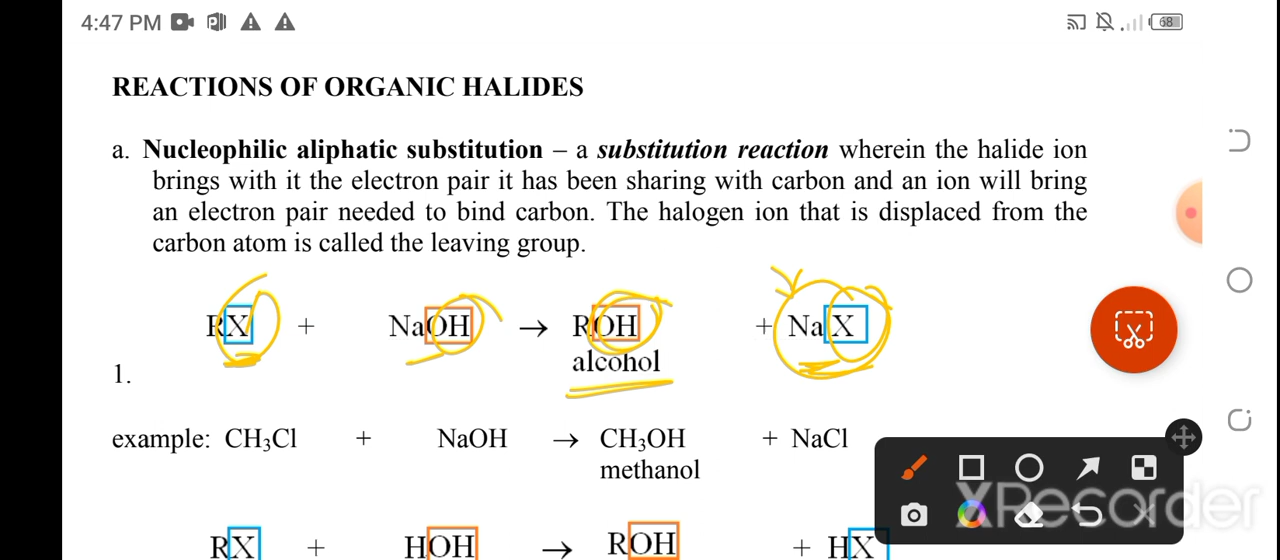 4:47 PM 68
REACTIONS OF ORGANIC HALIDES
a. Nucleophilic aliphatic substitution – a substitution reaction wherein the halide ion
brings with it the electron pair it has been sharing with carbon and an ion will bring
an electron pair needed to bind carbon. The halogen ion that is displaced from the
carbon atom is called the leaving group.
RX + NaOH → ROH + NaX
alcohol
1.
example: CH₃Cl + NaOH → CH₃OH + NaCl
methanol
RX + HOH → ROH + HX
XRecorder